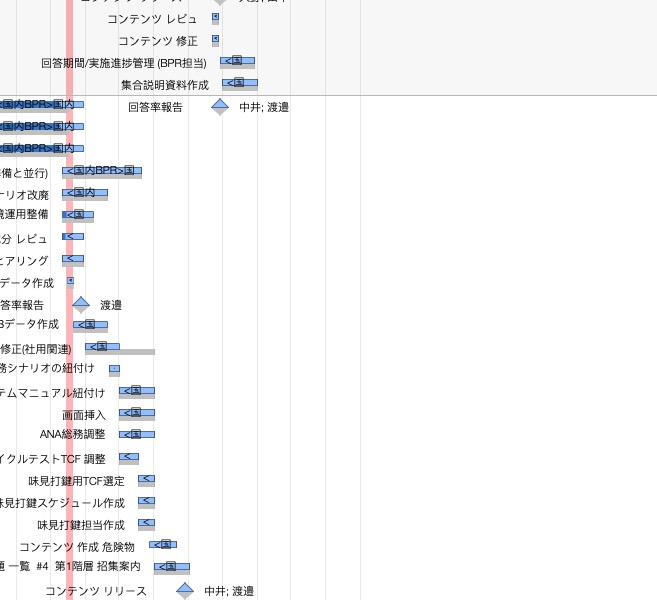 コンテンツ レビュ
コンテンツ 修正
回答期間/実施進捗管理 (BPR担当) <国
集合説明資料作成 <国
<国内BPR>国内 回答率報告 中井; 渡邉
<国内BPR>国内
<国内BPR>国内
備と並行) <国内BPR>国
ナリオ改廃 <国内
境運用整備 <国
分 レビュ <
ヒアリング <
データ作成
答率報告 渡邉
Bデータ作成 <国
修正(社用関連) <国
務シナリオの紐付け
テムマニュアル紐付け <国
画面挿入 <国
ANA総務調整 <国
イクルテストTCF 調整 <
味見打鍵用TCF選定 <
味見打鍵スケジュール作成 <
味見打鍵担当作成 <
コンテンツ 作成 危険物 <国
題 一覧 #4 第1階層 招集案内 <国
コンテンツ リリース 中井; 渡邉